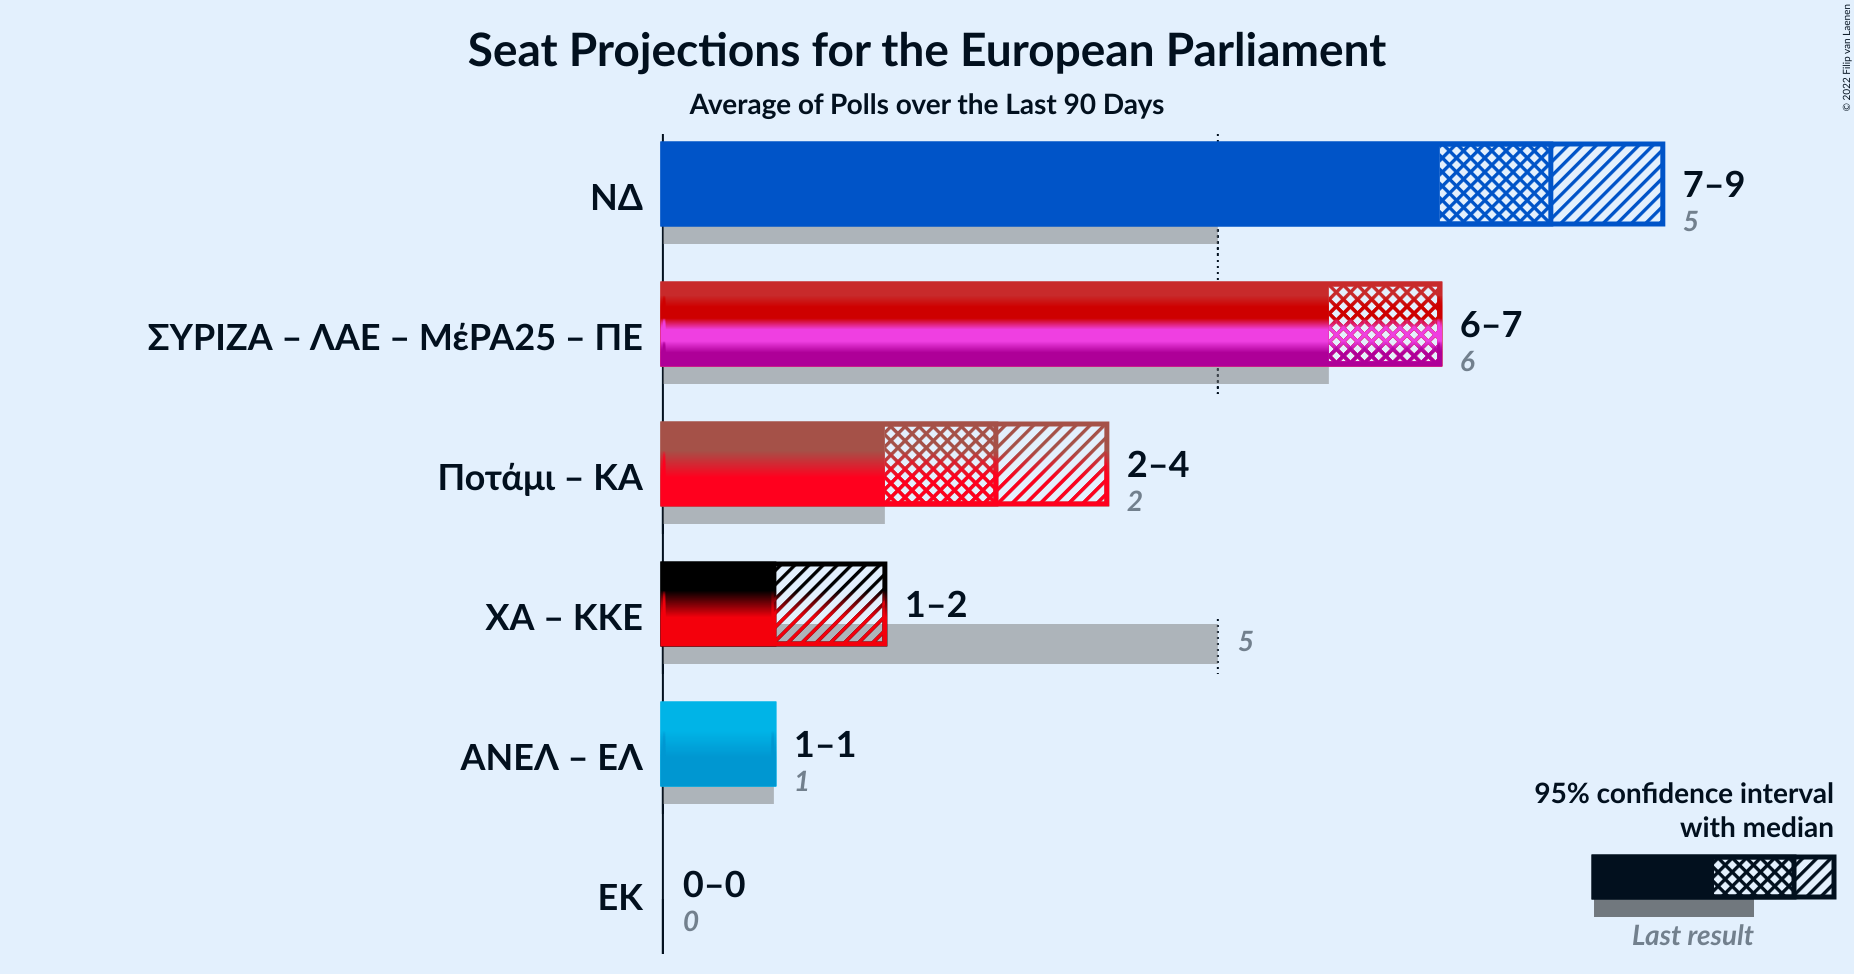 Seat Projections for the European Parliament
Average of Polls over the Last 90 Days
© 2022 Filip van Laenen
ΝΔ
7–9
5
ΣΥΡΙΖΑ – ΛΑΕ – ΜέΡΑ25 – ΠΕ
6–7
6
Ποτάμι – ΚΑ
2–4
2
ΧΑ – ΚΚΕ
1–2
5
ΑΝΕΛ – ΕΛ
1–1
1
ΕΚ
0–0
0
95% confidence interval
with median
Last result